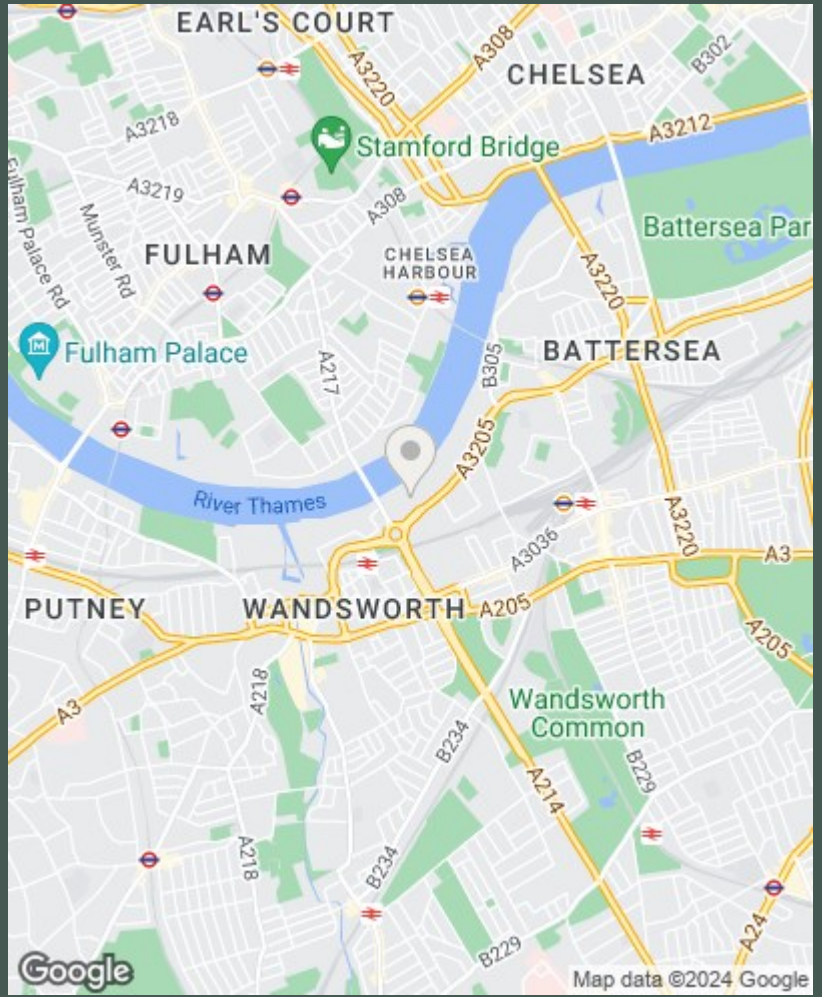 EARL'S COURT
A308
B302
A3220
CHELSEA
A3218
A3212
Stamford Bridge
Fulham Palace Rd
A3219
Munster Rd
A308
Battersea Par
FULHAM
CHELSEA
HARBOUR
A3220
Fulham Palace
A217
B305
BATTERSEA
A3205
River Thames
A3220
A3036
A3
PUTNEY
WANDSWORTH
A205
A205
A218
A3
Wandsworth
Common
B234
B229
A214
A218
B234
A24
B229
Google
Map data ©2024 Google